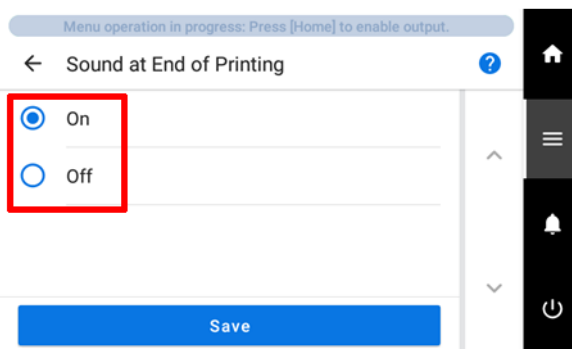 Menu operation in progress: Press [Home] to enable output.
Sound at End of Printing
?
On
Off
Save